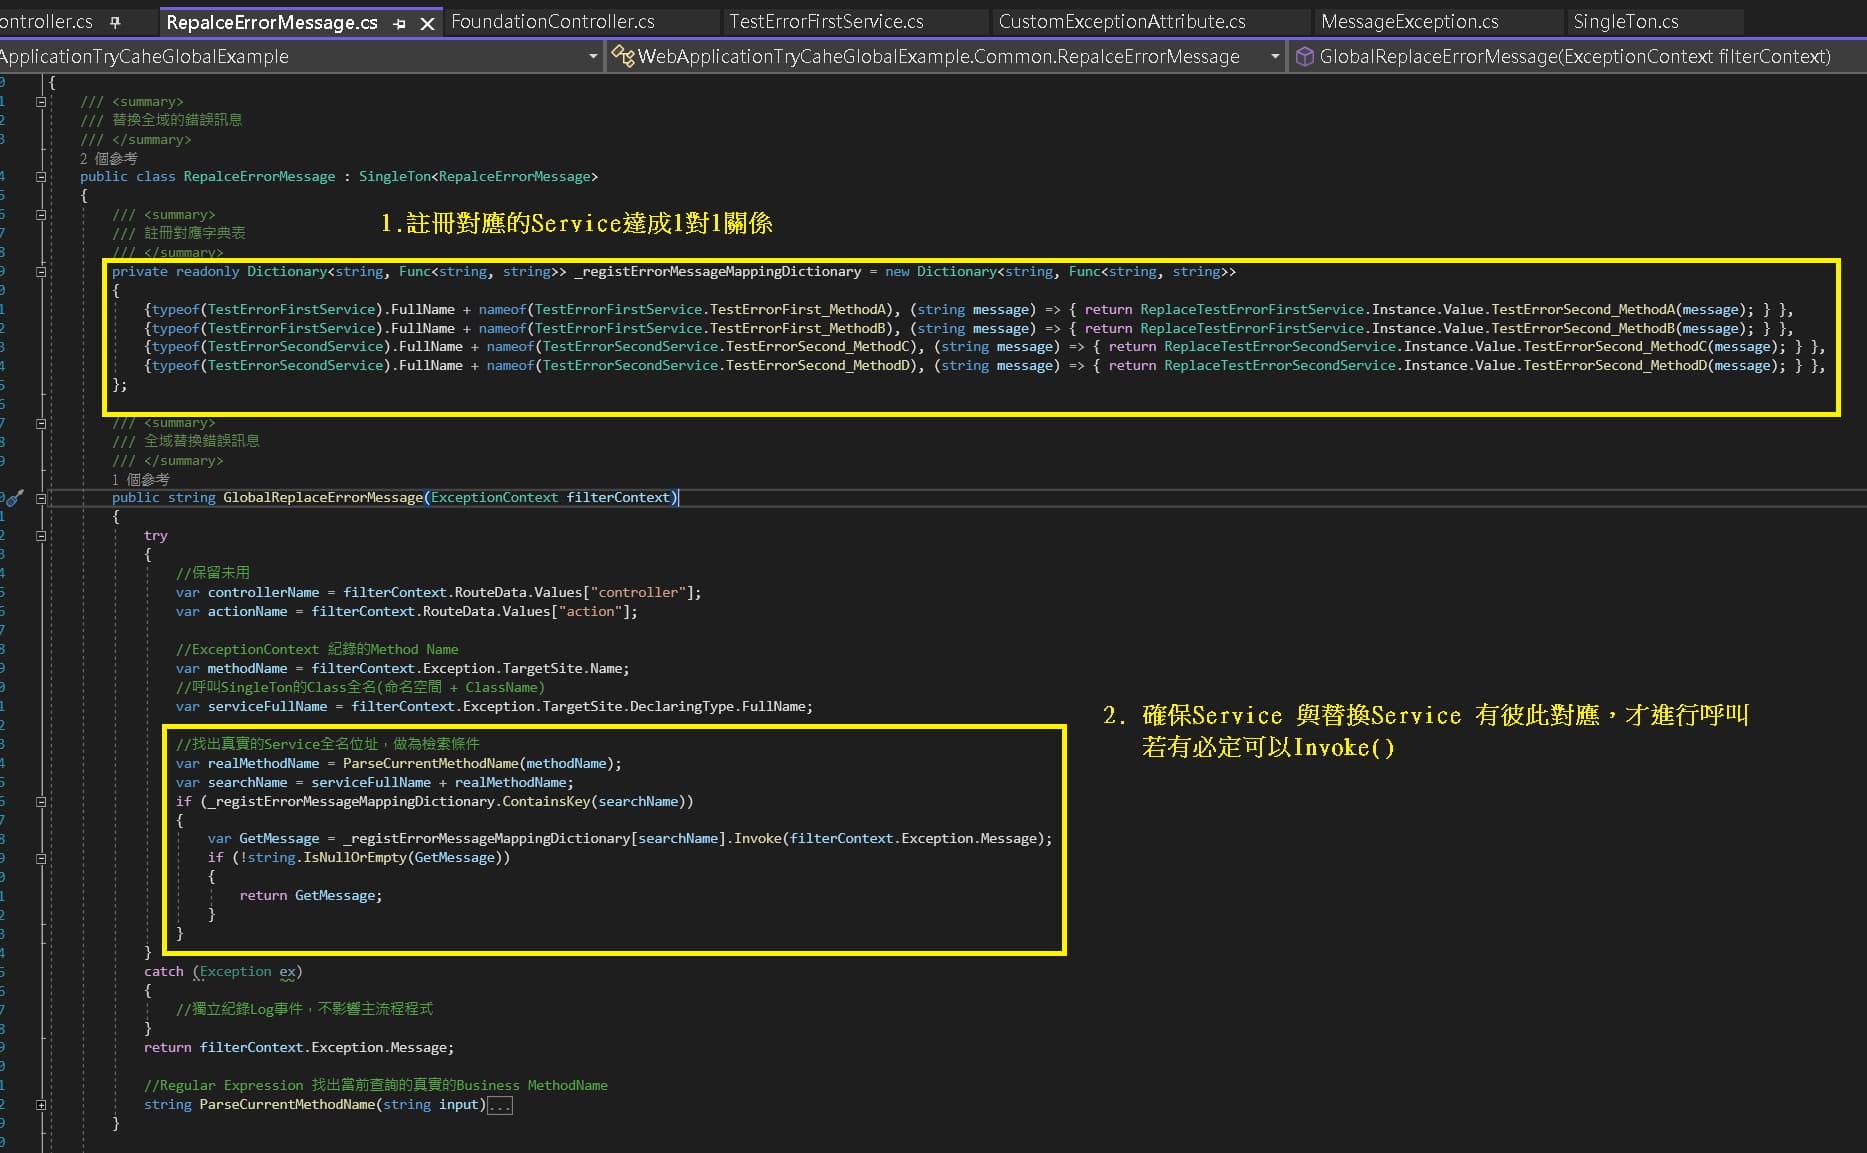 ontroller.cs
RepalceErrorMessage.cs
FoundationController.cs
TestErrorFirstService.cs
CustomExceptionAttribute.cs
MessageException.cs
SingleTon.cs
ApplicationTryCaheGlobalExample
WebApplicationTryCaheGlobalExample.Common.RepalceErrorMessage
GlobalReplaceErrorMessage(ExceptionContext filterContext)
{
/// <summary>
/// 替換全域的錯誤訊息
/// </summary>
2 個參考
public class RepalceErrorMessage : SingleTon<RepalceErrorMessage>
{
/// <summary>
1.註冊對應的Service達成1對1關係
/// 註冊對應字典表
/// </summary>
private readonly Dictionary<string, Func<string, string>> _registErrorMessageMappingDictionary = new Dictionary<string, Func<string, string>>
{
{typeof(TestErrorFirstService).FullName + nameof(TestErrorFirstService.TestErrorFirst_MethodA), (string message) => { return ReplaceTestErrorFirstService.Instance.Value.TestErrorSecond_MethodA(message); } },
{typeof(TestErrorFirstService).FullName + nameof(TestErrorFirstService.TestErrorFirst_MethodB), (string message) => { return ReplaceTestErrorFirstService.Instance.Value.TestErrorSecond_MethodB(message); } },
{typeof(TestErrorSecondService).FullName + nameof(TestErrorSecondService.TestErrorSecond_MethodC), (string message) => { return ReplaceTestErrorSecondService.Instance.Value.TestErrorSecond_MethodC(message); } },
{typeof(TestErrorSecondService).FullName + nameof(TestErrorSecondService.TestErrorSecond_MethodD), (string message) => { return ReplaceTestErrorSecondService.Instance.Value.TestErrorSecond_MethodD(message); } },
};
/// <summary>
/// 全域替換錯誤訊息
/// </summary>
1 個參考
public string GlobalReplaceErrorMessage(ExceptionContext filterContext)
{
try
{
//保留未用
var controllerName = filterContext.RouteData.Values["controller"];
var actionName = filterContext.RouteData.Values["action"];
//ExceptionContext 紀錄的Method Name
var methodName = filterContext.Exception.TargetSite.Name;
//呼叫SingleTon的Class全名(命名空間 + ClassName)
var serviceFullName = filterContext.Exception.TargetSite.DeclaringType.FullName;
2. 確保Service 與替換Service 有彼此對應，才進行呼叫
若有必定可以Invoke()
//找出真實的Service全名位址，做為檢索條件
var realMethodName = ParseCurrentMethodName(methodName);
var searchName = serviceFullName + realMethodName;
if (_registErrorMessageMappingDictionary.ContainsKey(searchName))
{
var GetMessage = _registErrorMessageMappingDictionary[searchName].Invoke(filterContext.Exception.Message);
if (!string.IsNullOrEmpty(GetMessage))
{
return GetMessage;
}
}
}
catch (Exception ex)
{
//獨立紀錄Log事件，不影響主流程程式
}
return filterContext.Exception.Message;
//Regular Expression 找出當前查詢的真實的Business MethodName
string ParseCurrentMethodName(string input)...
}